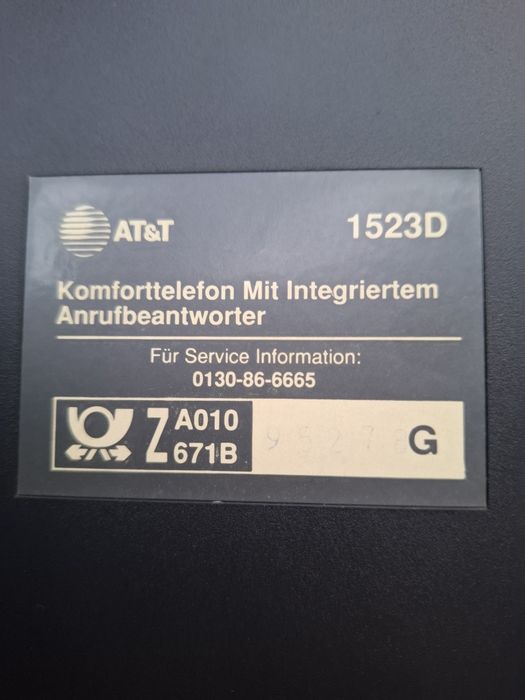 AT&T
1523D
Komforttelefon Mit Integriertem
Anrufbeantworter
Für Service Information:
0130-86-6665
Z A010
671B
G